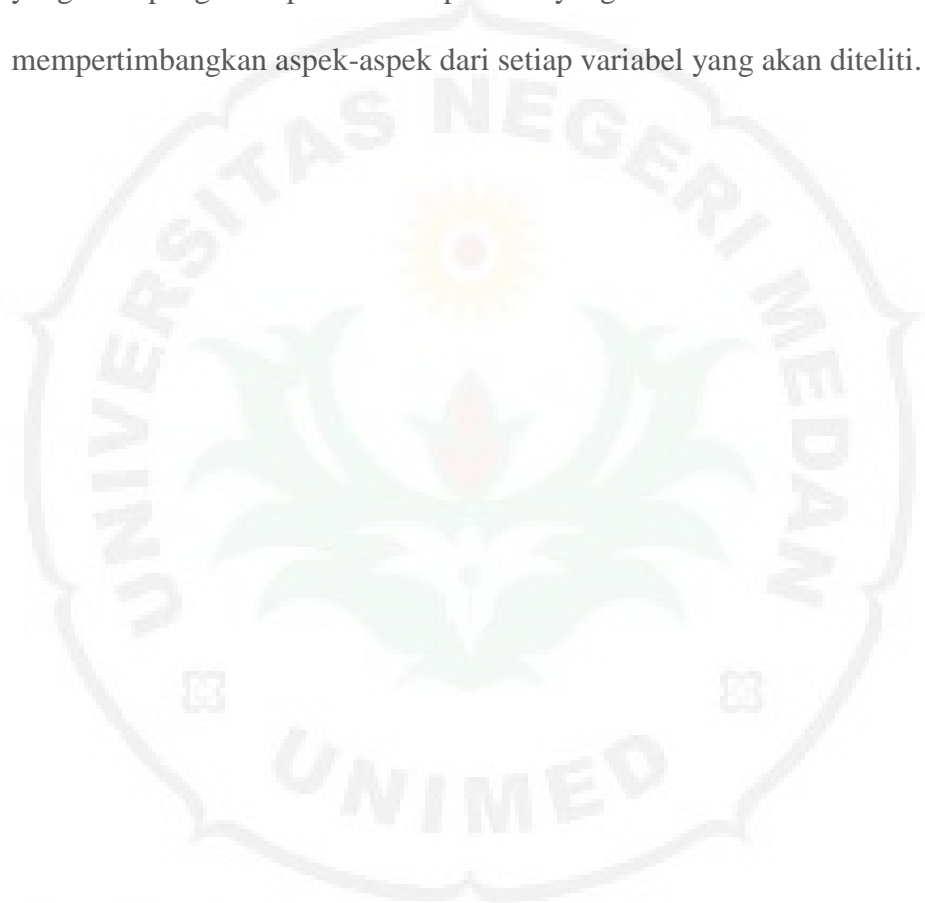 mempertimbangkan aspek-aspek dari setiap variabel yang akan diteliti.
UNIVERSITAS NEGERI MEDAN
UNIMED